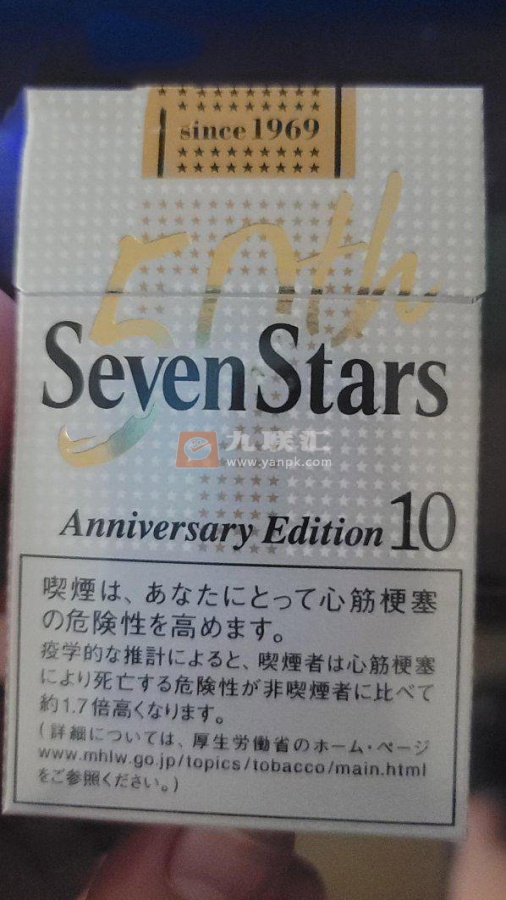 since 1969
50th
SevenStars
九联汇
www.yanpk.com
Anniversary Edition 10
喫煙は、あなたにとって心筋梗塞
の危険性を高めます。
疫学的な推計によると、喫煙者は心筋梗塞
により死亡する危険性が非喫煙者に比べて
約1.7倍高くなります。
(詳細については、厚生労働省のホーム・ページ
www.mhlw.go.jp/topics/tobacco/main.html
をご参照ください。)